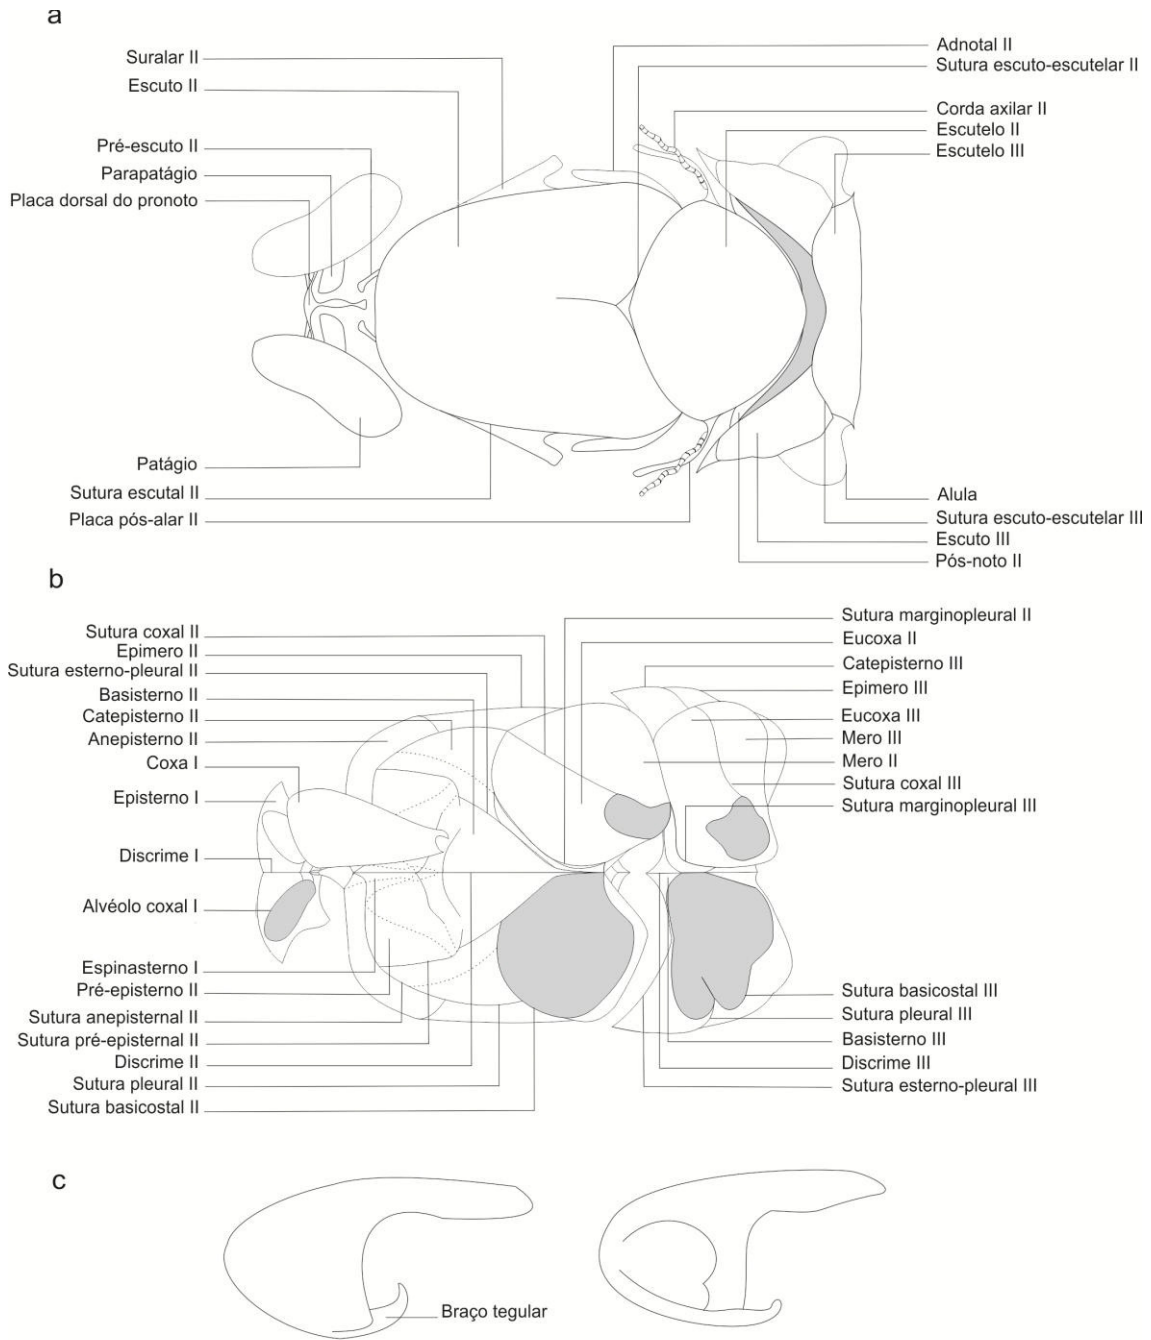 a
Suralar II
Escuto II
Pré-escuto II
Parapatágio
Placa dorsal do pronoto
Patágio
Sutura escutal II
Placa pós-alar II
Adnotal II
Sutura escuto-escutelar II
Corda axilar II
Escutelo II
Escutelo III
Alula
Sutura escuto-escutelar III
Escuto III
Pós-noto II
b
Sutura coxal II
Epimero II
Sutura esterno-pleural II
Basisterno II
Catepisterno II
Anepisterno II
Coxa I
Episterno I
Discrime I
Alvéolo coxal I
Espinasterno I
Pré-episterno II
Sutura anepisternal II
Sutura pré-episternal II
Discrime II
Sutura pleural II
Sutura basicostal II
Sutura marginopleural II
Eucoxa II
Catepisterno III
Epimero III
Eucoxa III
Mero III
Mero II
Sutura coxal III
Sutura marginopleural III
Sutura basicostal III
Sutura pleural III
Basisterno III
Discrime III
Sutura esterno-pleural III
c
Braço tegular